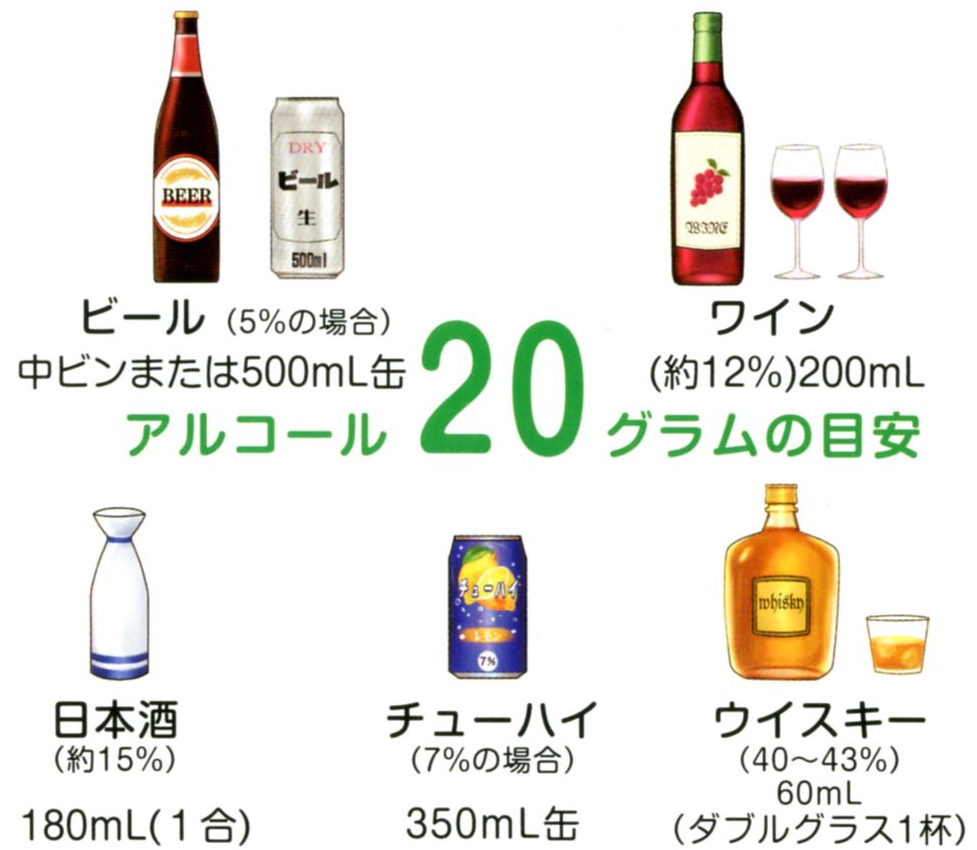 BEER
DRY
ビール
生
500ml
WINE
ビール（5%の場合）
中ビンまたは500mL缶
ワイン
(約12%)200mL
アルコール20グラムの目安
チューハイ
レモン
7%
whisky
日本酒
（約15%）
180mL(１合)
チューハイ
（7%の場合）
350mL缶
ウイスキー
（40～43%）
60mL
（ダブルグラス1杯）